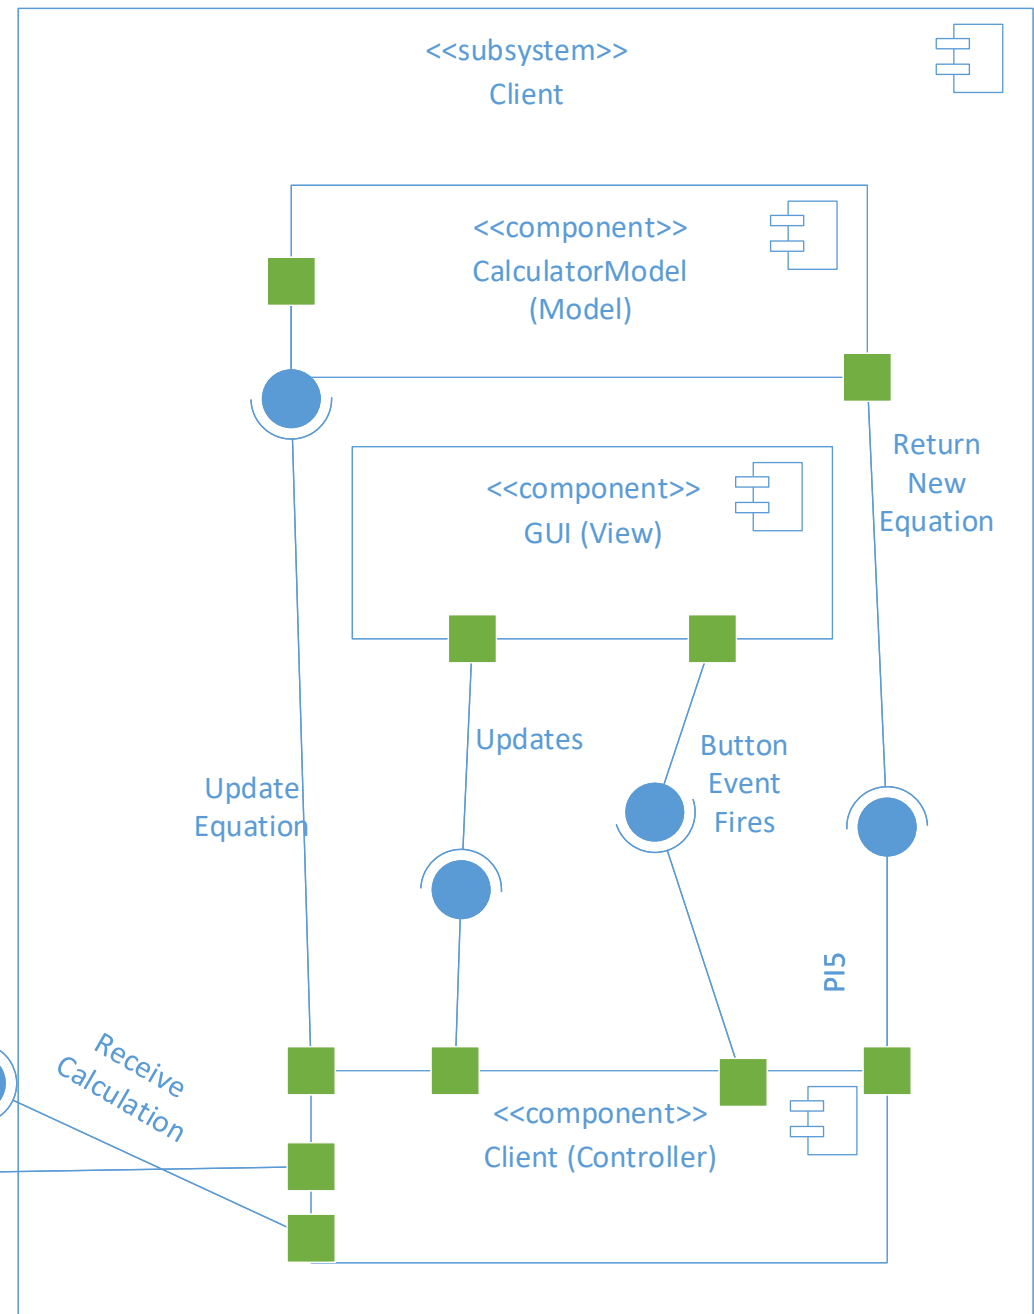 <<subsystem>>
Client
<<component>>
CalculatorModel
(Model)
Return
New
Equation
<<component>>
GUI (View)
Updates
Button
Event
Fires
Update
Equation
PI5
Receive
Calculation
<<component>>
Client (Controller)